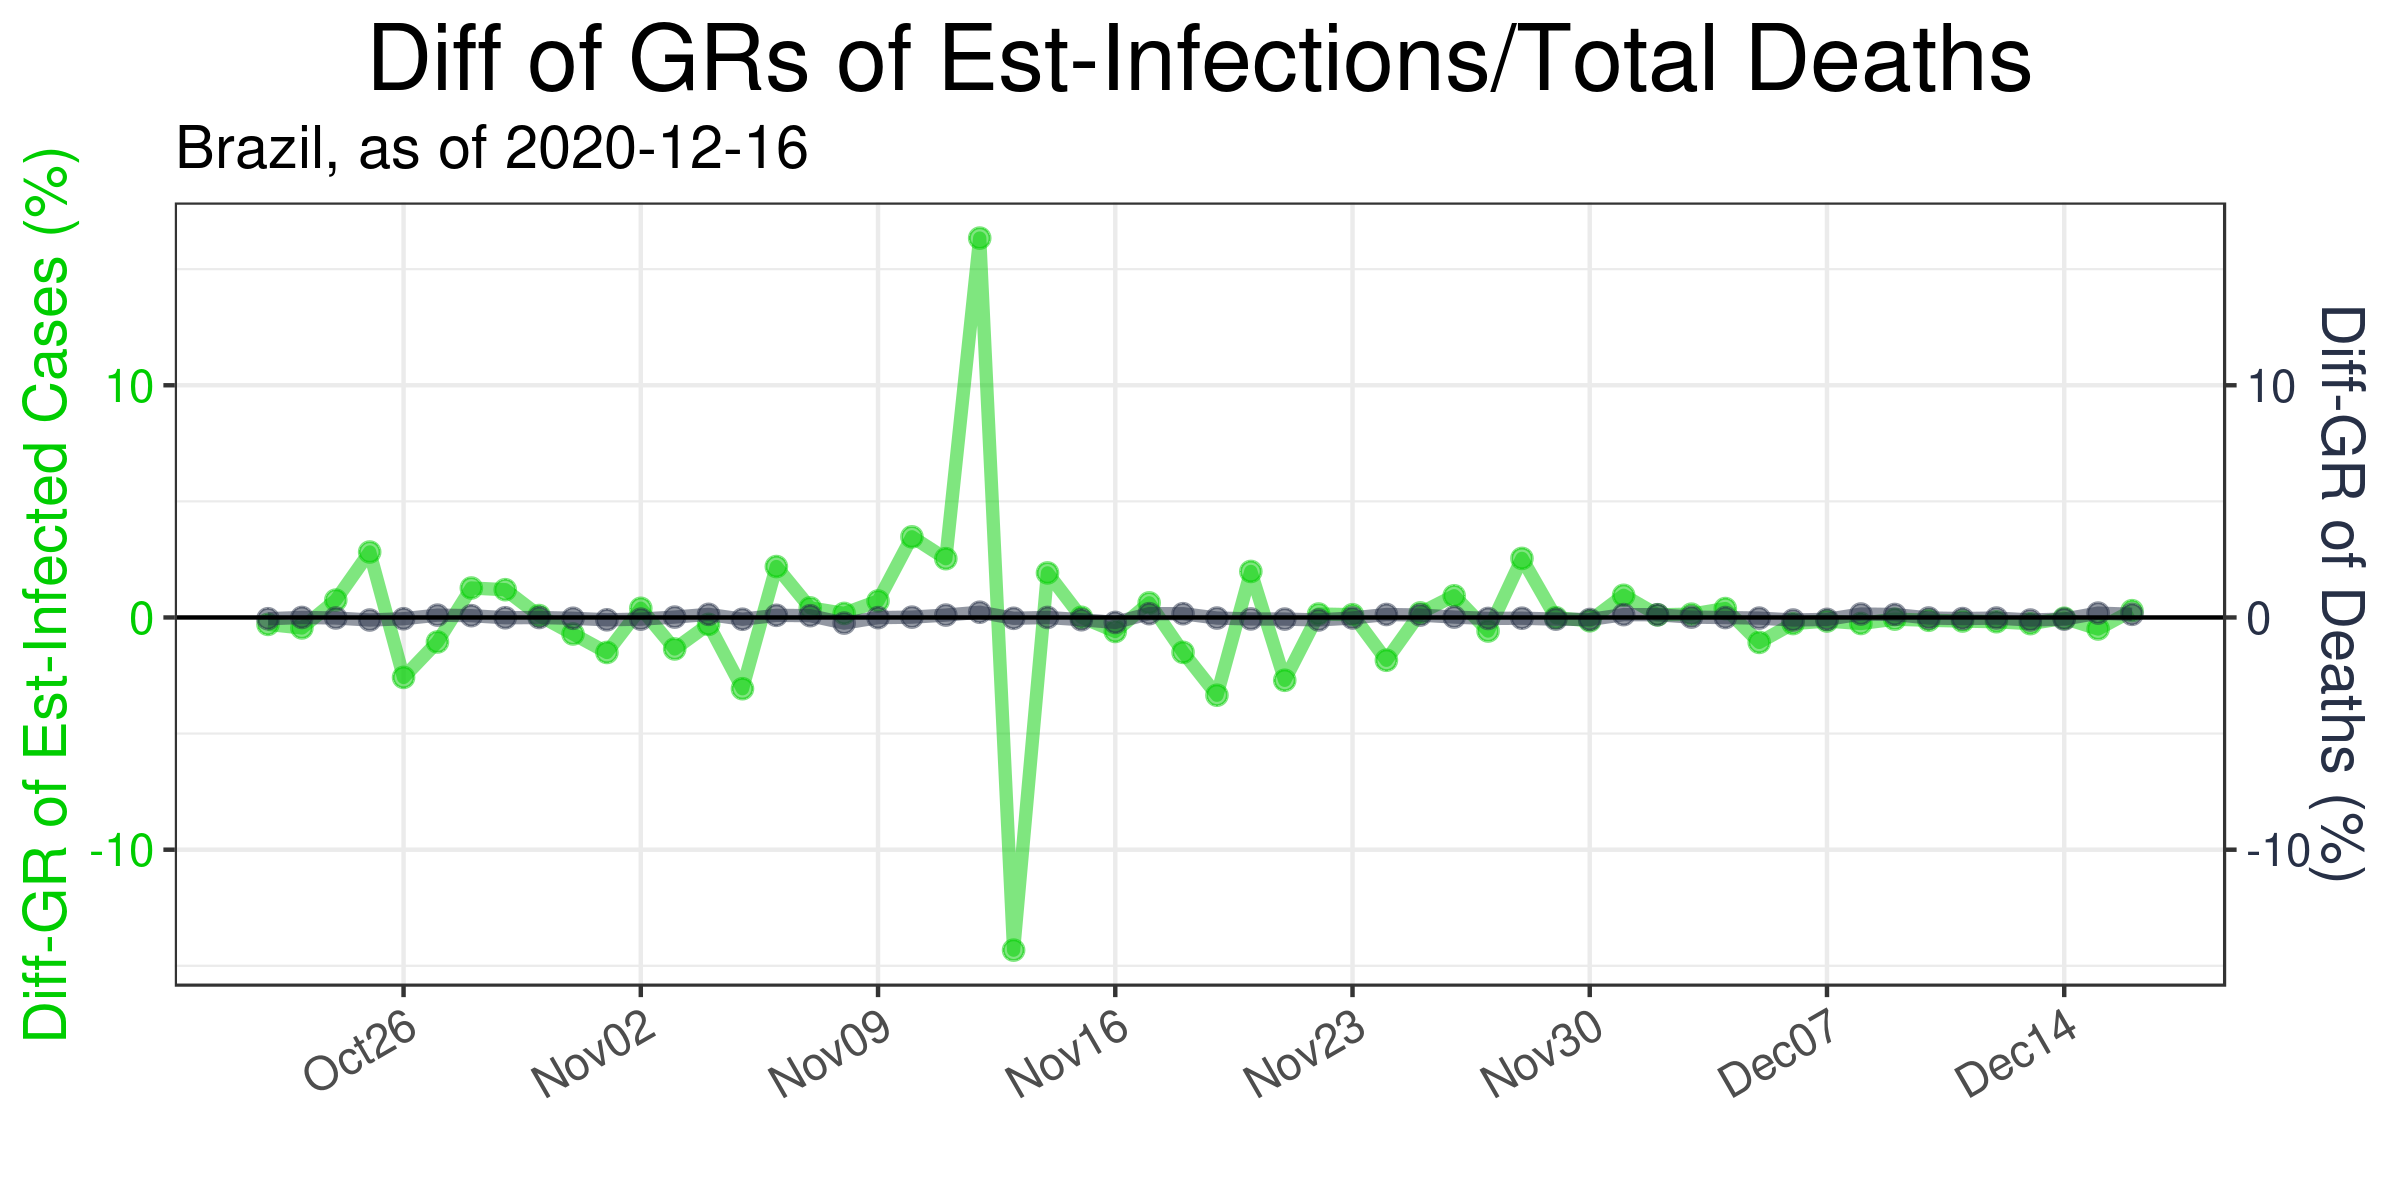 Diff of GRs of Est-Infections/Total Deaths
Brazil, as of 2020-12-16
Diff-GR of Est-Infected Cases (%)
10
0
-10
10
0
-10
Diff-GR of Deaths (%)
Oct26
Nov02
Nov09
Nov16
Nov23
Nov30
Dec07
Dec14